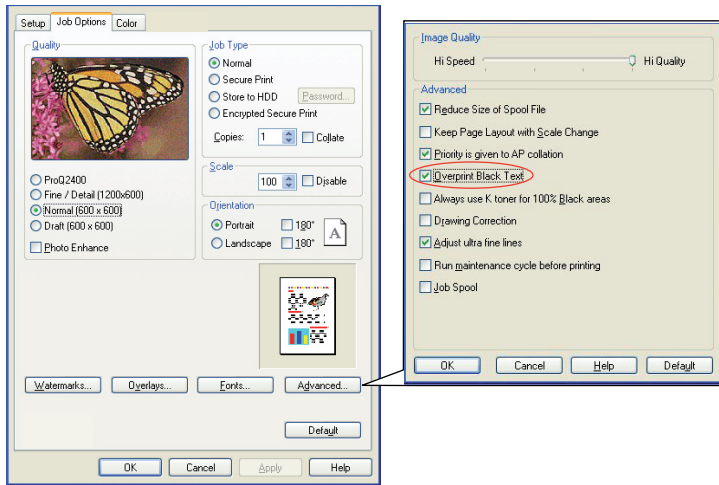 Setup Job Options Color
Quality
ProQ2400
Fine / Detail (1200x600)
Normal (600 x 600)
Draft (600 x 600)
Photo Enhance
Job Type
Normal
Secure Print
Store to HDD Password...
Encrypted Secure Print
Copies: 1 Collate
Scale
100 Disable
Orientation
Portrait 180°
Landscape 180°
A
Watermarks... Overlays... Fonts... Advanced...
Default
OK Cancel Apply Help
Image Quality
Hi Speed Hi Quality
Advanced
Reduce Size of Spool File
Keep Page Layout with Scale Change
Priority is given to AP collation
Overprint Black Text
Always use K toner for 100% Black areas
Drawing Correction
Adjust ultra fine lines
Run maintenance cycle before printing
Job Spool
OK Cancel Help Default